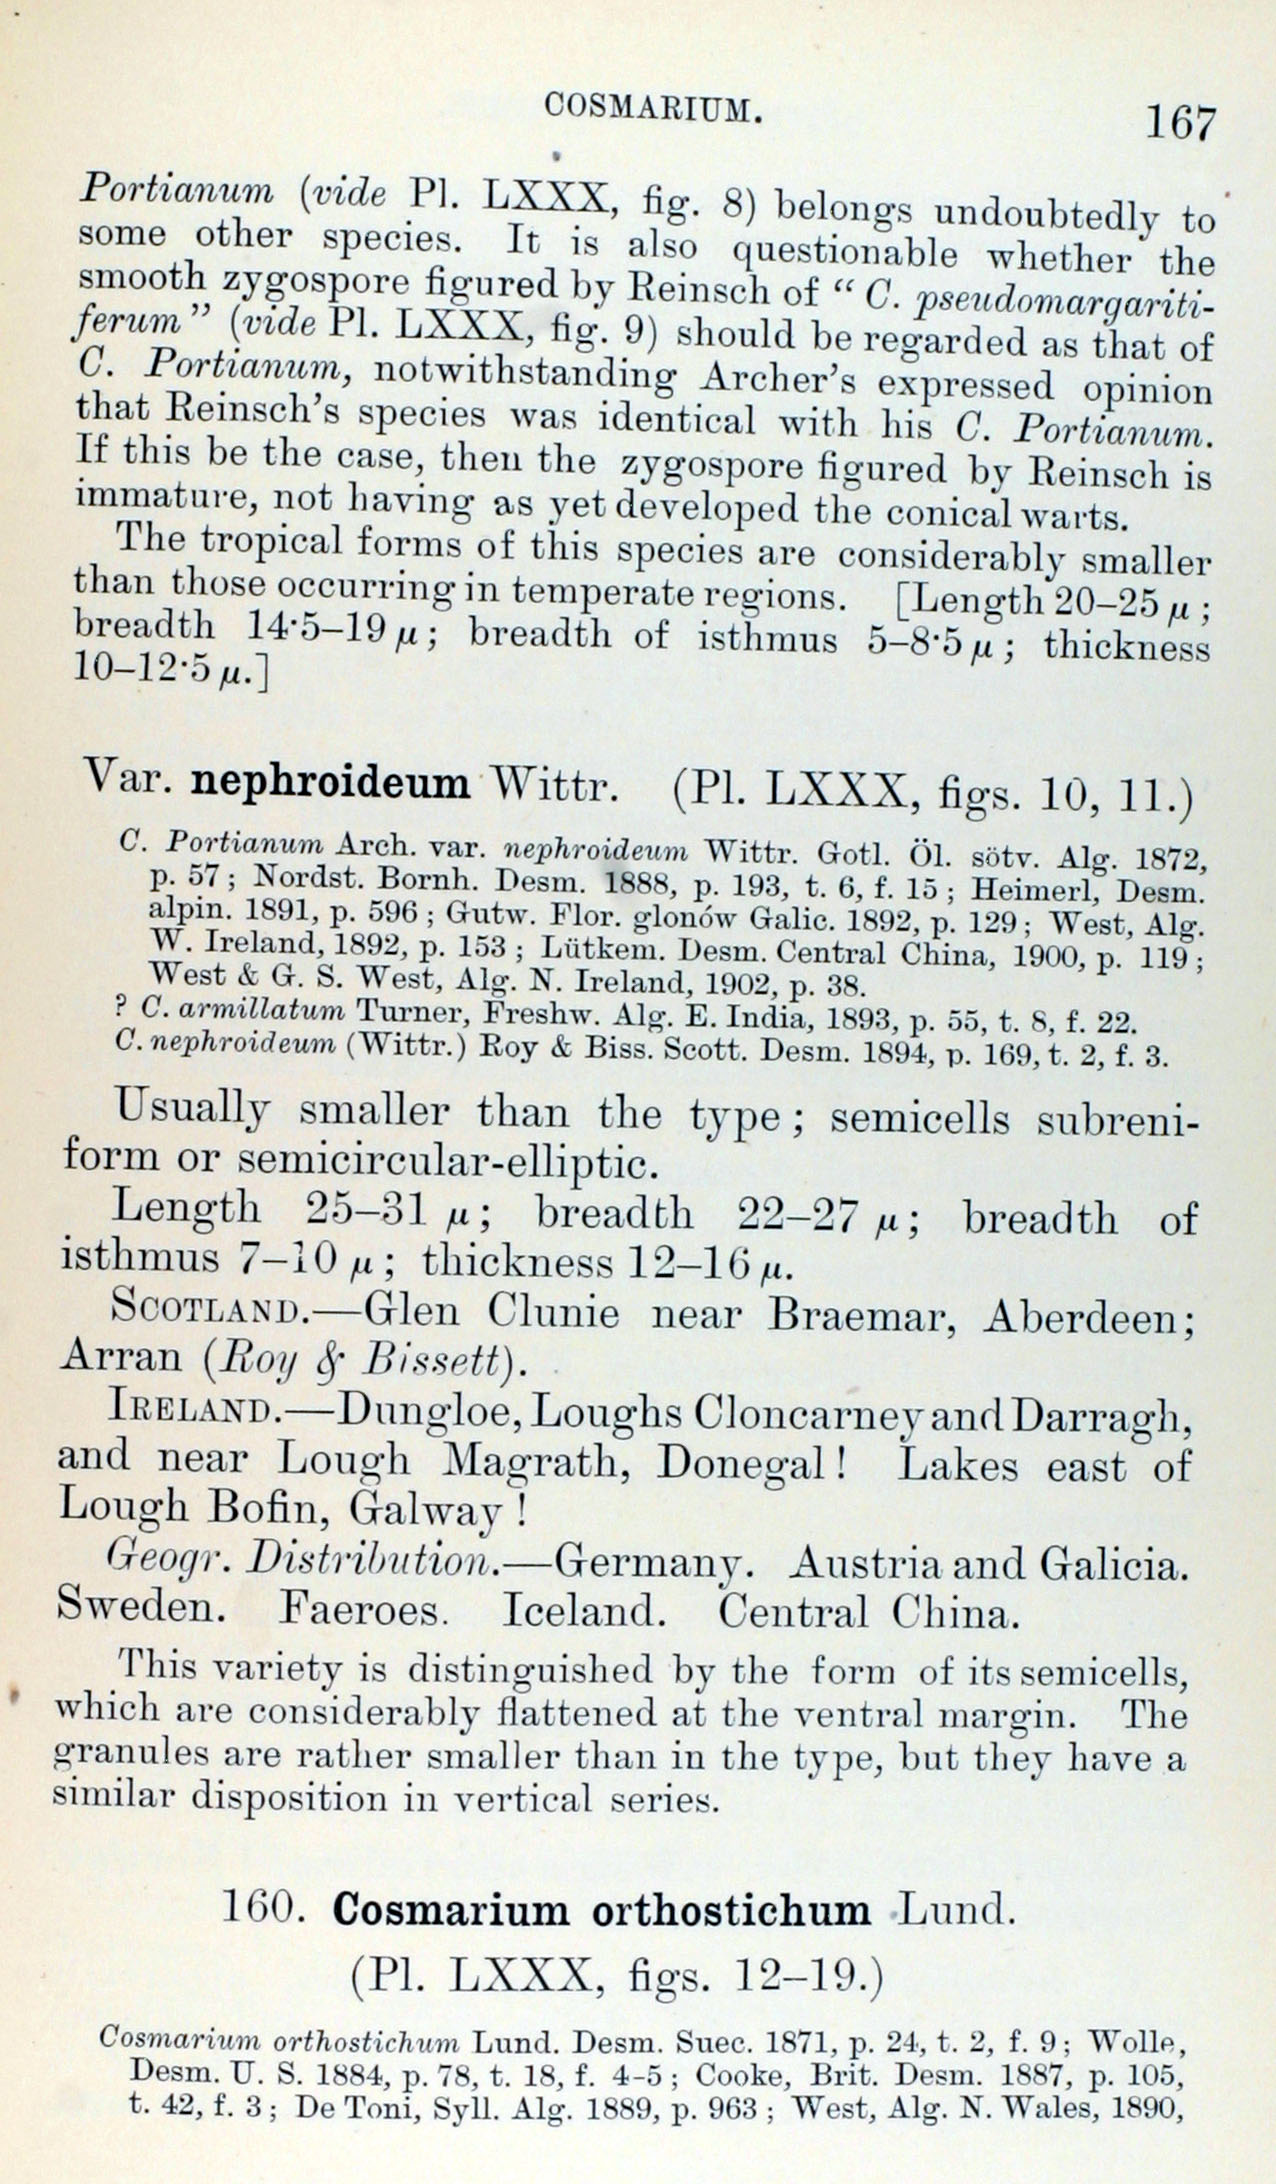 COSMARIUM.
167
Portianum (vide Pl. LXXX, fig. 8) belongs undoubtedly to
some other species. It is also questionable whether the
smooth zygospore figured by Reinsch of “ C. pseudomargariti-
ferum ” (vide Pl. LXXX, fig. 9) should be regarded as that of
C. Portianum, notwithstanding Archer’s expressed opinion
that Reinsch’s species was identical with his C. Portianum.
If this be the case, then the zygospore figured by Reinsch is
immature, not having as yet developed the conical warts.
The tropical forms of this species are considerably smaller
than those occurring in temperate regions. [Length 20–25 μ ;
breadth 14·5–19 μ ; breadth of isthmus 5–8·5 μ ; thickness
10–12·5 μ.]
Var. nephroideum Wittr. (Pl. LXXX, figs. 10, 11.)
C. Portianum Arch. var. nephroideum Wittr. Gotl. Öl. sötv. Alg. 1872,
p. 57 ; Nordst. Bornh. Desm. 1888, p. 193, t. 6, f. 15 ; Heimerl, Desm.
alpin. 1891, p. 596 ; Gutw. Flor. glonów Galic. 1892, p. 129 ; West, Alg.
W. Ireland, 1892, p. 153 ; Lütkem. Desm. Central China, 1900, p. 119 ;
West & G. S. West, Alg. N. Ireland, 1902, p. 38.
? C. armillatum Turner, Freshw. Alg. E. India, 1893, p. 55, t. 8, f. 22.
C. nephroideum (Wittr.) Roy & Biss. Scott. Desm. 1894, p. 169, t. 2, f. 3.
Usually smaller than the type ; semicells subreni-
form or semicircular-elliptic.
Length 25–31 μ ; breadth 22–27 μ ; breadth of
isthmus 7–10 μ ; thickness 12–16 μ.
SCOTLAND.—Glen Clunie near Braemar, Aberdeen ;
Arran (Roy & Bissett).
IRELAND.—Dungloe, Loughs Cloncarney and Darragh,
and near Lough Magrath, Donegal ! Lakes east of
Lough Bofin, Galway !
Geogr. Distribution.—Germany. Austria and Galicia.
Sweden. Faeroes. Iceland. Central China.
This variety is distinguished by the form of its semicells,
which are considerably flattened at the ventral margin. The
granules are rather smaller than in the type, but they have a
similar disposition in vertical series.
160. Cosmarium orthostichum Lund.
(Pl. LXXX, figs. 12–19.)
Cosmarium orthostichum Lund. Desm. Suec. 1871, p. 24, t. 2, f. 9 ; Wolle,
Desm. U. S. 1884, p. 78, t. 18, f. 4-5 ; Cooke, Brit. Desm. 1887, p. 105,
t. 42, f. 3 ; De Toni, Syll. Alg. 1889, p. 963 ; West, Alg. N. Wales, 1890,